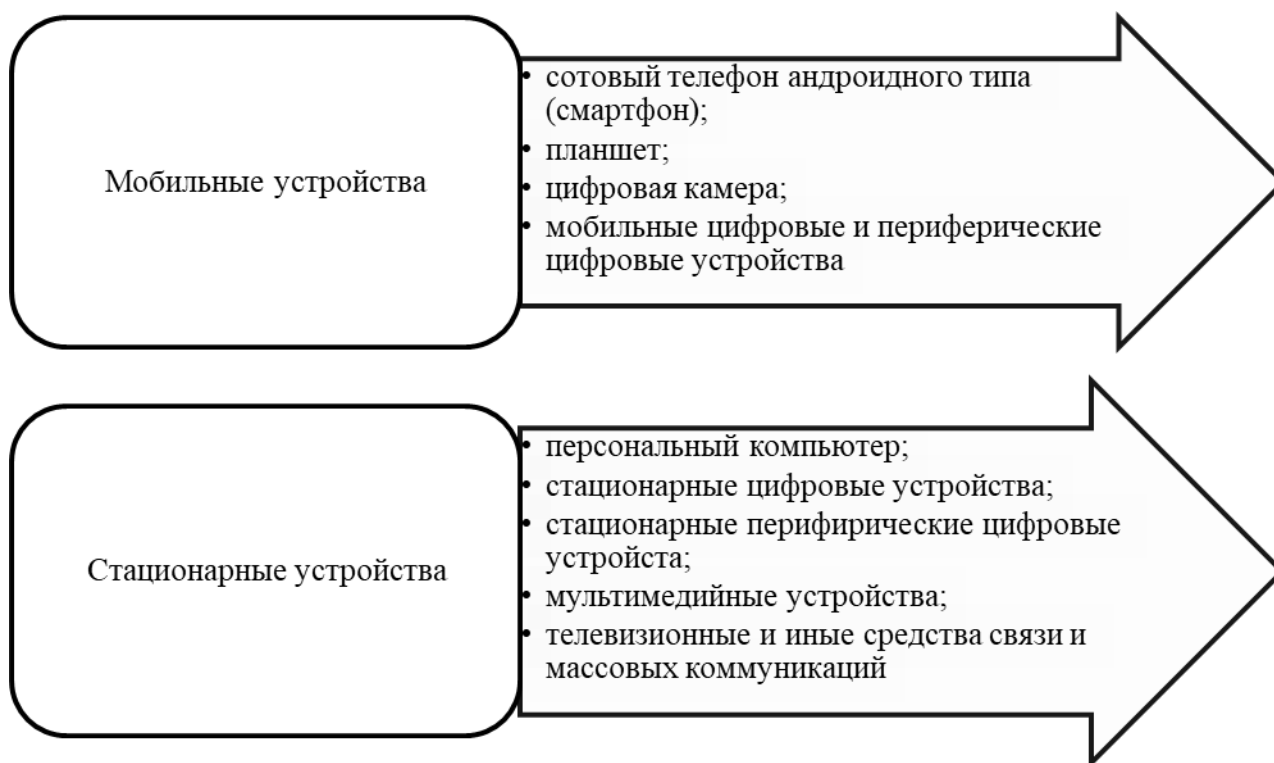 Мобильные устройства
• сотовый телефон андроидного типа
(смартфон);
• планшет;
• цифровая камера;
• мобильные цифровые и периферические
цифровые устройства
Стационарные устройства
• персональный компьютер;
• стационарные цифровые устройства;
• стационарные перифирические цифровые
устройста;
• мультимедийные устройства;
• телевизионные и иные средства связи и
массовых коммуникаций